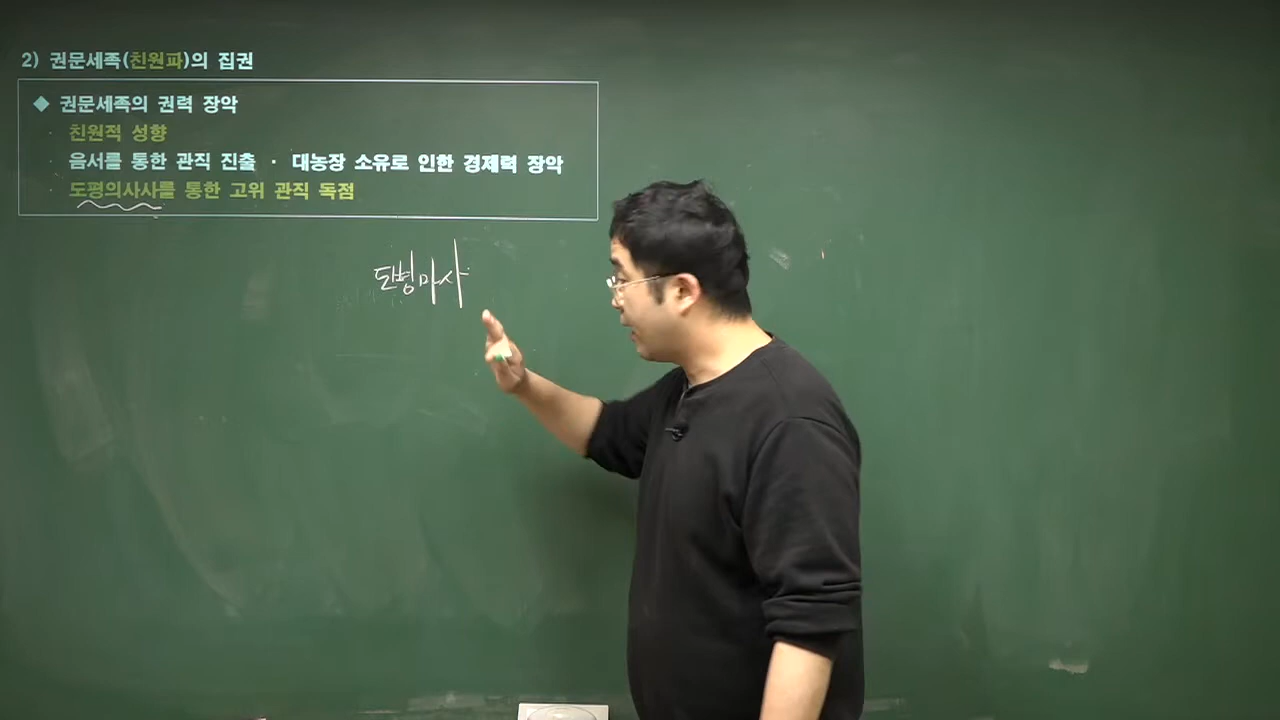 2) 권문세족(친원파)의 집권
◆ 권문세족의 권력 장악
· 친원적 성향
· 음서를 통한 관직 진출 · 대농장 소유로 인한 경제력 장악
· 도평의사사를 통한 고위 관직 독점
도병마사